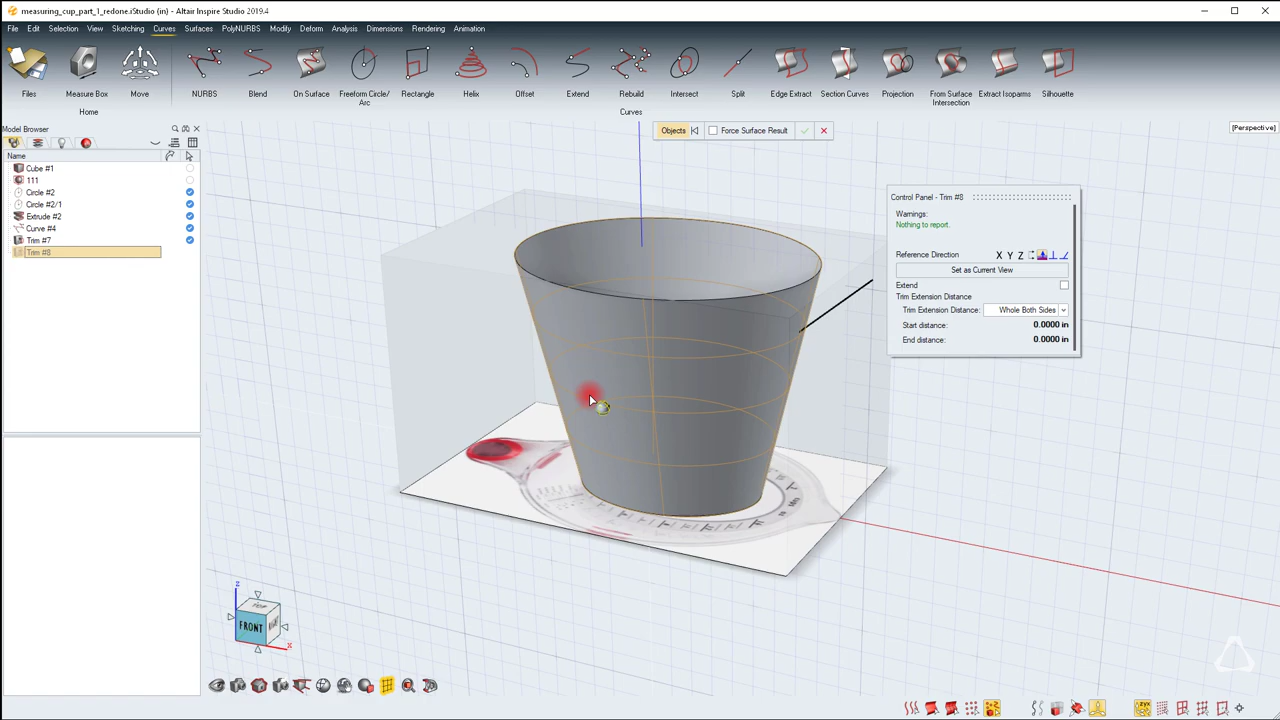 measuring_cup_part_1_redone.iStudio (in) - Altair Inspire Studio 2019.4
File Edit Selection View Sketching Curves Surfaces PolyNURBS Modify Deform Analysis Dimensions Rendering Animation
Files Measure Box Move NURBS Blend On Surface Freeform Circle/ Arc Rectangle Helix Offset Extend Rebuild Intersect Split Edge Extract Section Curves Projection From Surface Intersection Extract Isoparms Silhouette
Home Curves
Model Browser
Objects Force Surface Result
[Perspective]
Name
Cube #1
111
Circle #2
Circle #2/1
Extrude #2
Curve #4
Trim #7
Trim #8
Control Panel - Trim #8
Warnings:
Nothing to report.
Reference Direction X Y Z
Set as Current View
Extend
Trim Extension Distance
Trim Extension Distance: Whole Both Sides
Start distance: 0.0000 in
End distance: 0.0000 in
z
TOP
FRONT
x